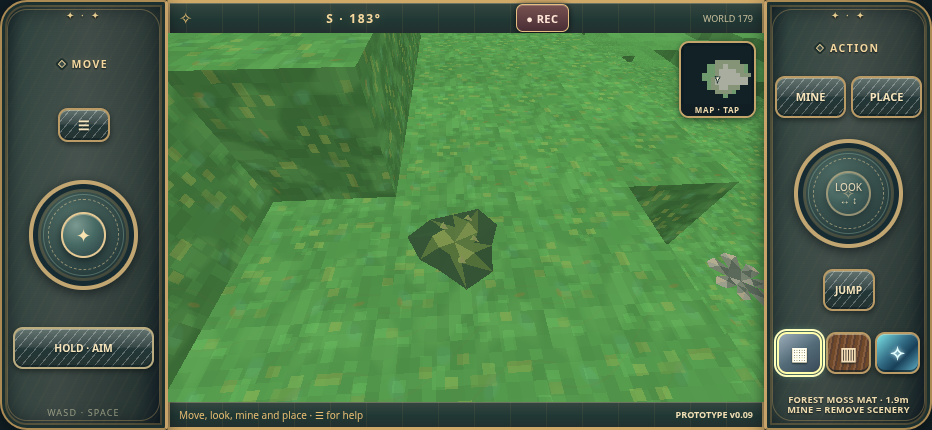 MOVE
HOLD · AIM
WASD · SPACE
S · 183°
● REC
WORLD 179
MAP · TAP
Move, look, mine and place · ☰ for help
PROTOTYPE v0.09
ACTION
MINE
PLACE
LOOK
JUMP
FOREST MOSS MAT · 1.9m
MINE = REMOVE SCENERY